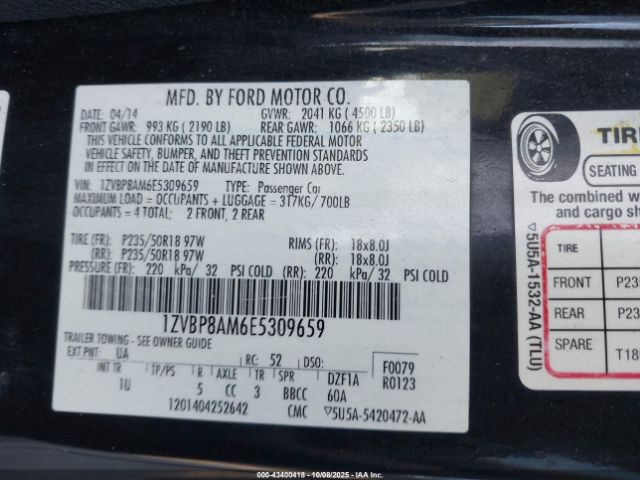 MFD. BY FORD MOTOR CO.
DATE: 04/14 GVWR: 2041 KG ( 4500 LB)
FRONT GAWR: 993 KG ( 2190 LB) REAR GAWR: 1066 KG ( 2350 LB)
THIS VEHICLE CONFORMS TO ALL APPLICABLE FEDERAL MOTOR
VEHICLE SAFETY, BUMPER, AND THEFT PREVENTION STANDARDS
IN EFFECT ON THE DATE OF MANUFACTURE SHOWN ABOVE.
VIN: 1ZVBP8AM6E5309659 TYPE: Passenger Car
MAXIMUM LOAD = OCCUPANTS + LUGGAGE = 317KG/ 700LB
OCCUPANTS = 4 TOTAL; 2 FRONT, 2 REAR
TIRE (FR): P235/50R18 97W RIMS (FR): 18x8.0J
(RR): P235/50R18 97W (RR): 18x8.0J
PRESSURE (FR): 220 kPa/ 32 PSI COLD (RR): 220 kPa/ 32 PSI COLD
1ZVBP8AM6E5309659
TRAILER TOWING - SEE OWNER GUIDE
EXT PNT: UA RC: 52 DSO: F0079
INT TR TP/PS R AXLE TR SPR DZF1A R0123
1U 5 CC 3 BBCC 60A
1201404252642 CMC ▽5U5A-5420472-AA
▽5U5A-1532-AA (TLU)
TIR
SEATING
The combined w
and cargo sh
TIRE
FRONT P235
REAR P235
SPARE T18
000-43400418 - 10/08/2025 - IAAI.com